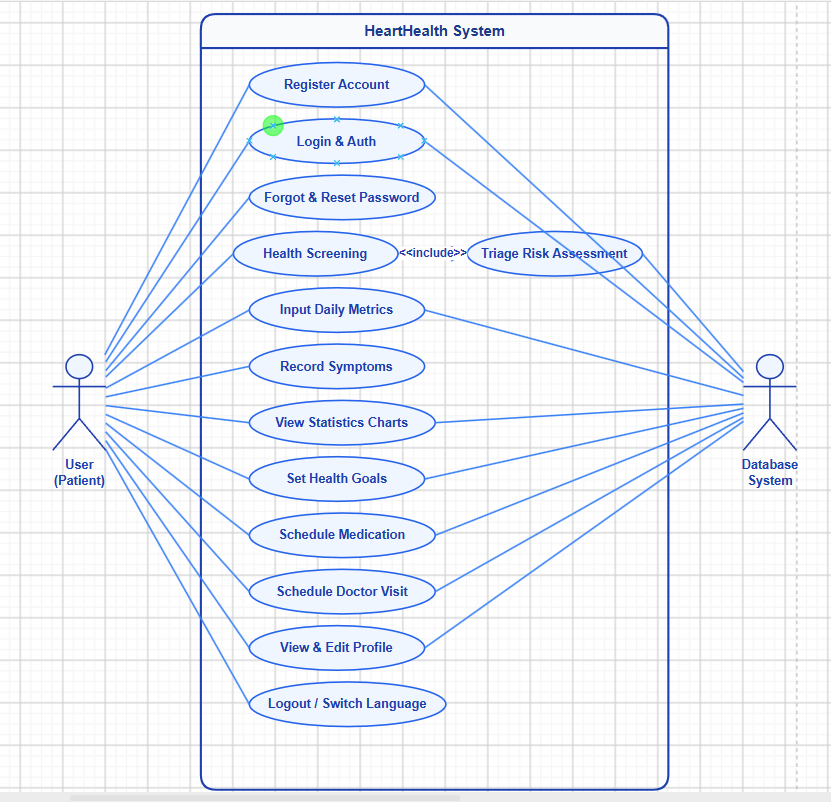 HeartHealth System
Register Account
Login & Auth
Forgot & Reset Password
Health Screening
<<include>>
Triage Risk Assessment
Input Daily Metrics
Record Symptoms
View Statistics Charts
Set Health Goals
Schedule Medication
Schedule Doctor Visit
View & Edit Profile
Logout / Switch Language
User
(Patient)
Database
System